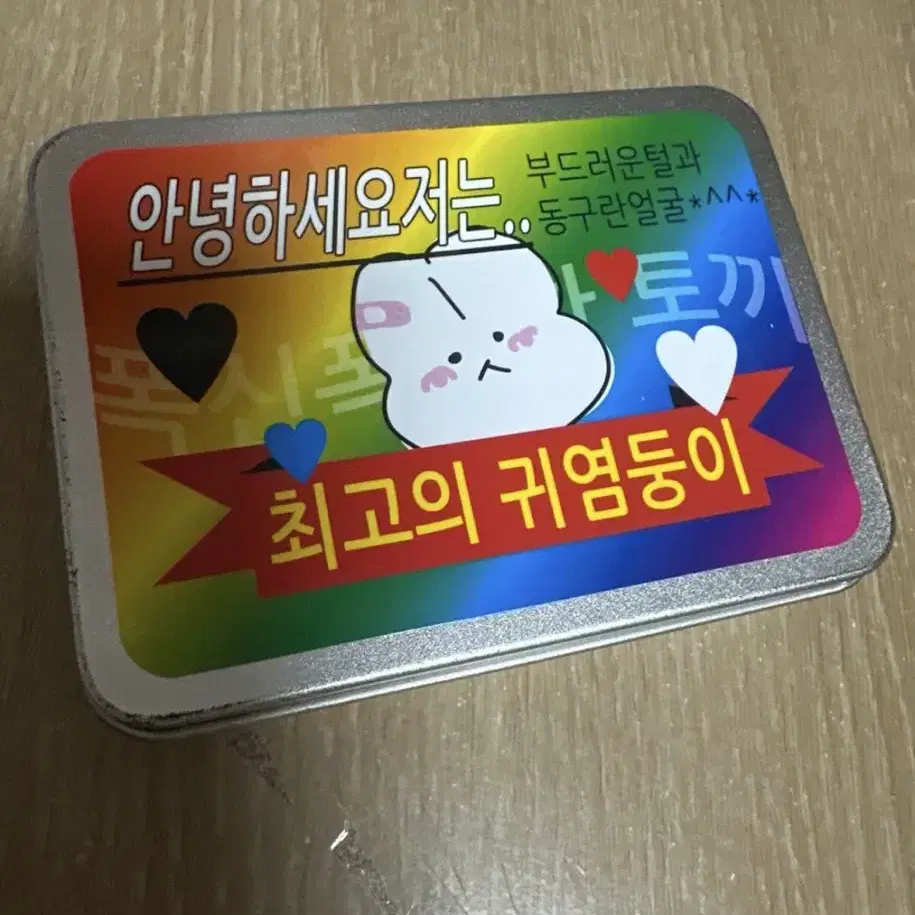 안녕하세요저는..
부드러운털과
동구란얼굴*^^*
토끼
최고의 귀염둥이